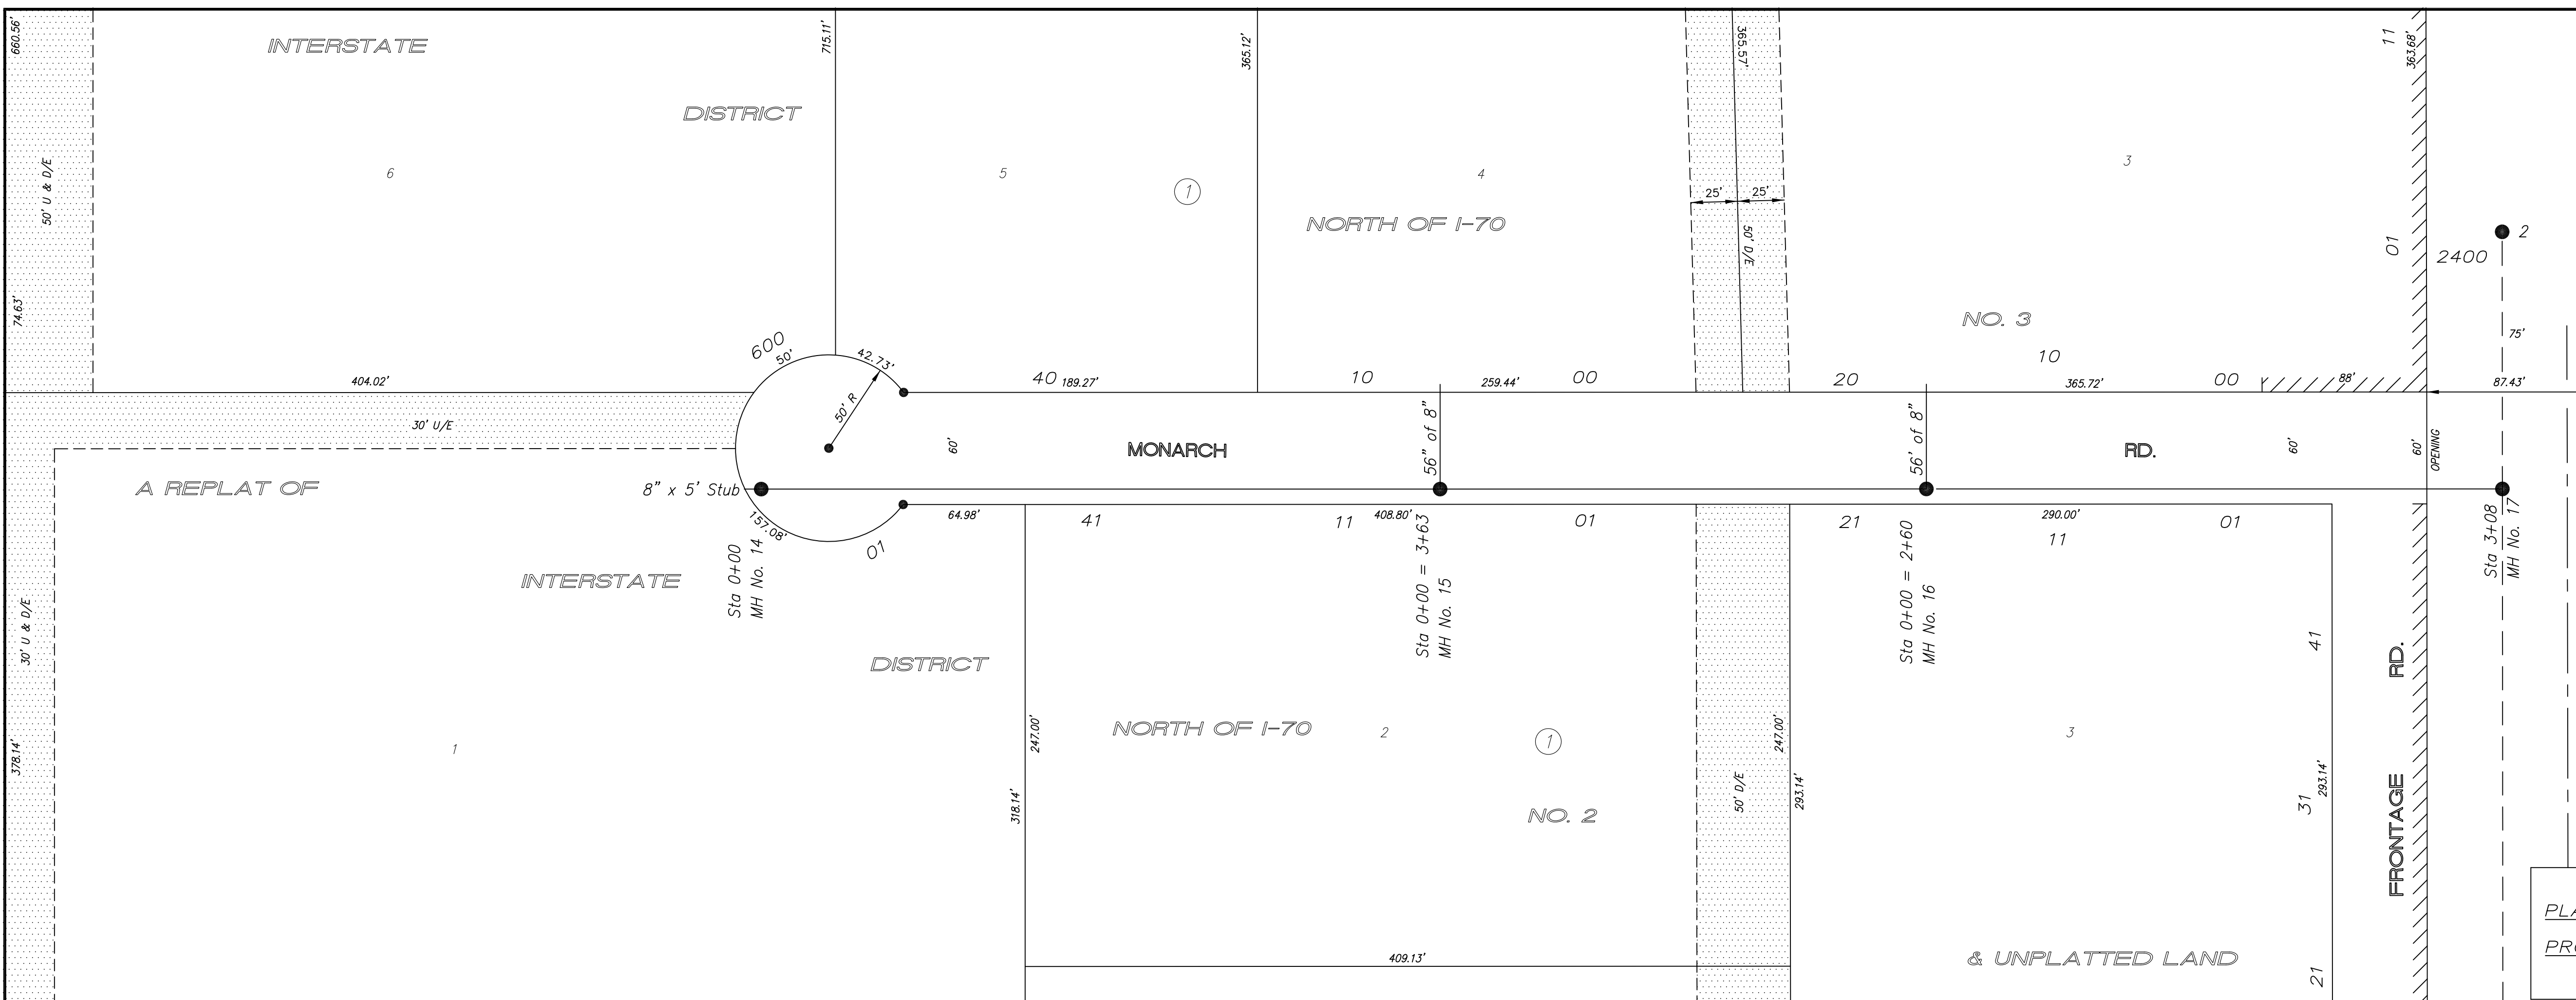 660.56'
INTERSTATE
715.11'
365.12'
365.57'
11
363.68'
DISTRICT
50' U & D/E
6
5
1
4
3
25'
25'
NORTH OF I-70
50' D/E
01
2
2400
74.63'
NO. 3
75'
600
50'
42.73'
10
404.02'
40
189.27'
10
259.44'
00
20
365.72'
00
88'
87.43'
50' R
30' U/E
60'
MONARCH
56" of 8"
56' of 8"
RD.
60'
60'
OPENING
A REPLAT OF
8" x 5' Stub
157.08'
01
64.98'
41
11
408.80'
01
21
290.00'
11
01
Sta 0+00
MH No. 14
Sta 0+00 = 3+63
MH No. 15
Sta 0+00 = 2+60
MH No. 16
Sta 3+08
MH No. 17
INTERSTATE
30' U & D/E
DISTRICT
41
RD.
378.14'
1
247.00'
NORTH OF I-70
2
1
247.00'
3
318.14'
NO. 2
50' D/E
293.14'
31
293.14'
FRONTAGE
409.13'
& UNPLATTED LAND
21
PLA
PR